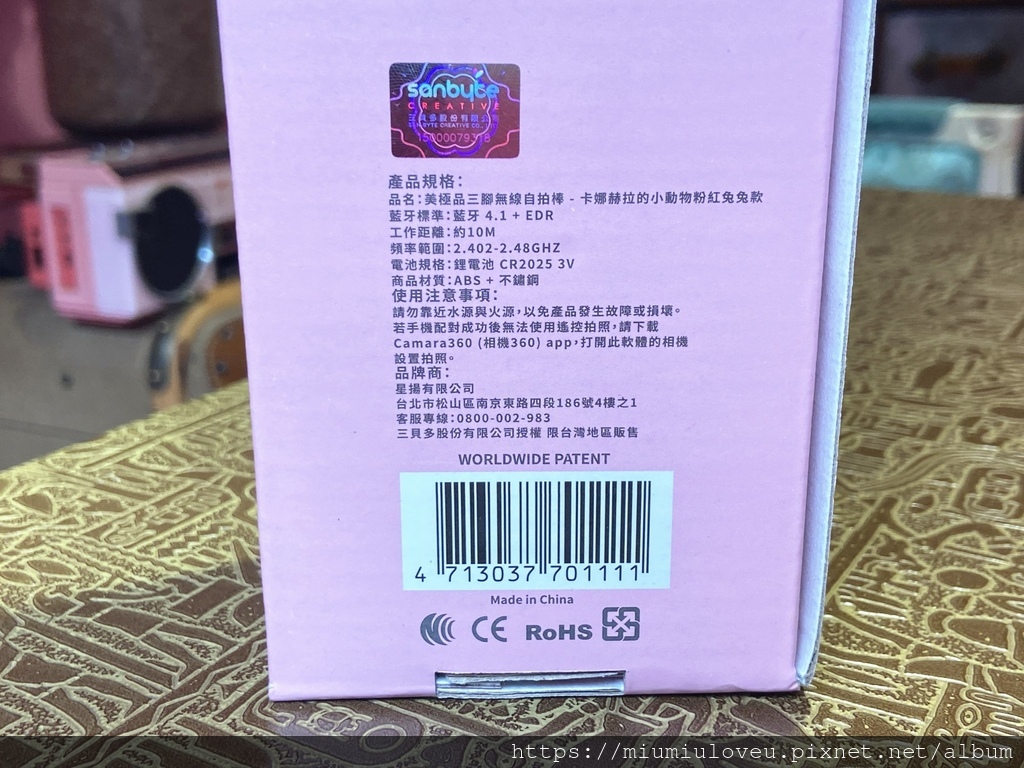 sanbyte
CREATIVE
三貝多股份有限公司
SANBYTE CREATIVE CO., LTD
產品規格:
品名:美極品三腳無線自拍棒 - 卡娜赫拉的小動物粉紅兔兔款
藍牙標準:藍牙 4.1 + EDR
工作距離:約10M
頻率範圍:2.402-2.48GHZ
電池規格:鋰電池 CR2025 3V
商品材質:ABS + 不鏽鋼
使用注意事項:
請勿靠近水源與火源,以免產品發生故障或損壞。
若手機配對成功後無法使用遙控拍照,請下載
Camara360 (相機360) app,打開此軟體的相機
設置拍照。
品牌商:
星揚有限公司
台北市松山區南京東路四段186號4樓之1
客服專線:0800-002-983
三貝多股份有限公司授權 限台灣地區販售
WORLDWIDE PATENT
4 713037 701111
Made in China
CE RoHS
https://miumiuloveu.pixnet.net/album